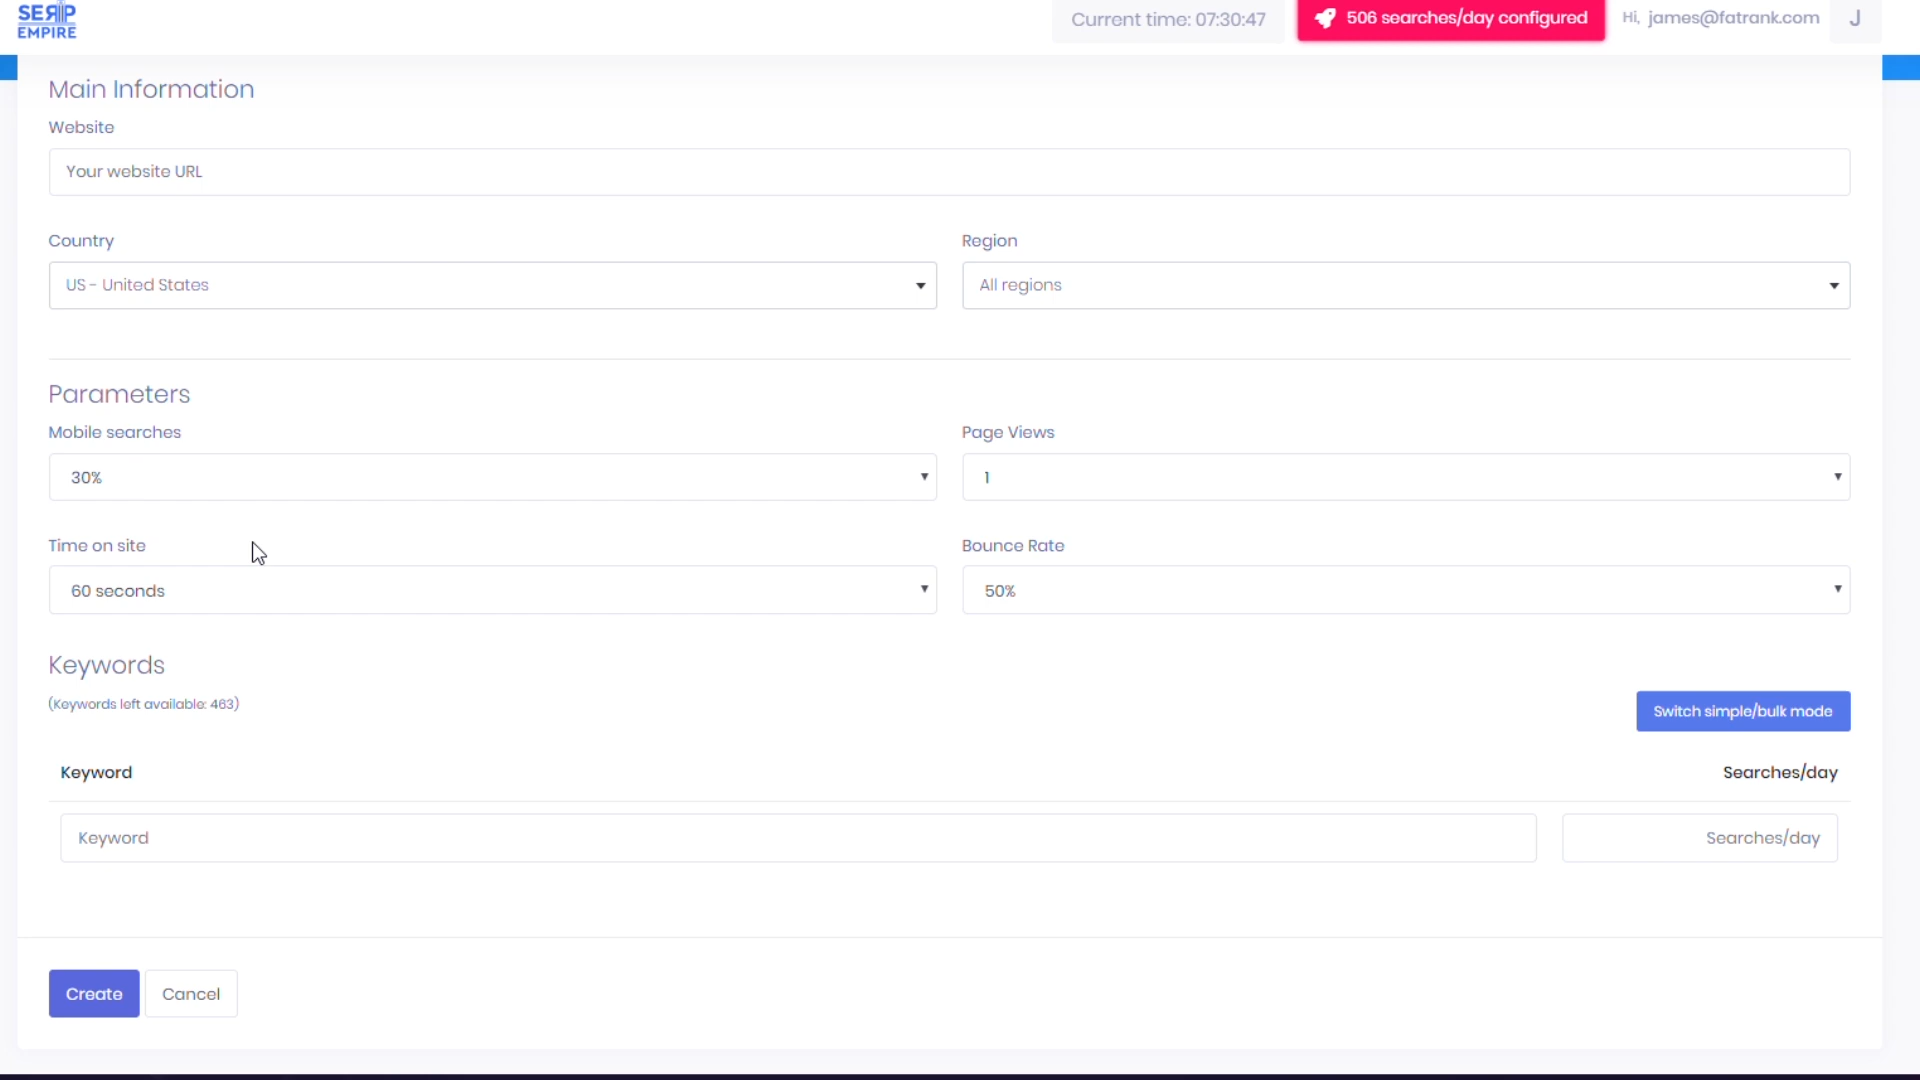 SERP
EMPIRE
Current time: 07:30:47
506 searches/day configured
Hi, james@fatrank.com
J
Main Information
Website
Your website URL
Country
Region
US - United States
All regions
Parameters
Mobile searches
Page Views
30%
1
Time on site
Bounce Rate
60 seconds
50%
Keywords
(Keywords left available: 463)
Switch simple/bulk mode
Keyword
Searches/day
Keyword
Searches/day
Create
Cancel